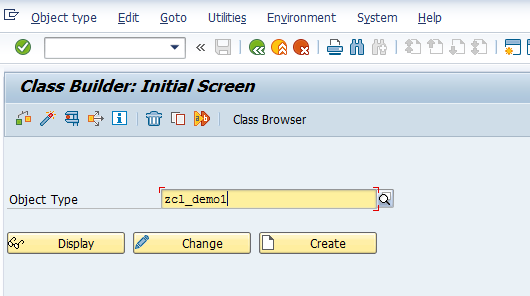 Object type Edit Goto Utilities Environment System Help
Class Builder: Initial Screen
Class Browser
Object Type zcl_demo1
Display Change Create